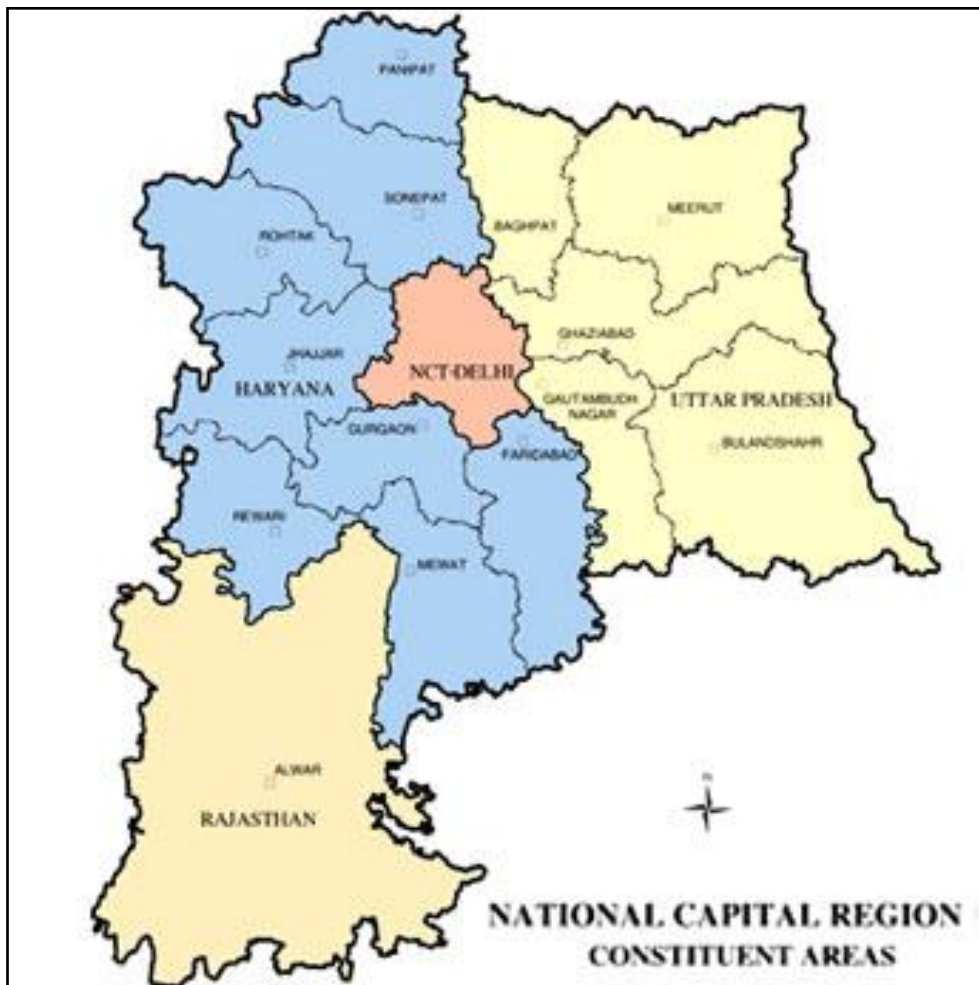 PANIPAT
SONEPAT
MEERUT
BAGHPAT
ROHTAK
GHAZIABAD
JHAJJAR
NCT-DELHI
HARYANA
GAUTAMBUDH
NAGAR
UTTAR PRADESH
GURGAON
FARIDABAD
BULANDSHAHR
REWARI
MEWAT
ALWAR
RAJASTHAN
N
NATIONAL CAPITAL REGION
CONSTITUENT AREAS